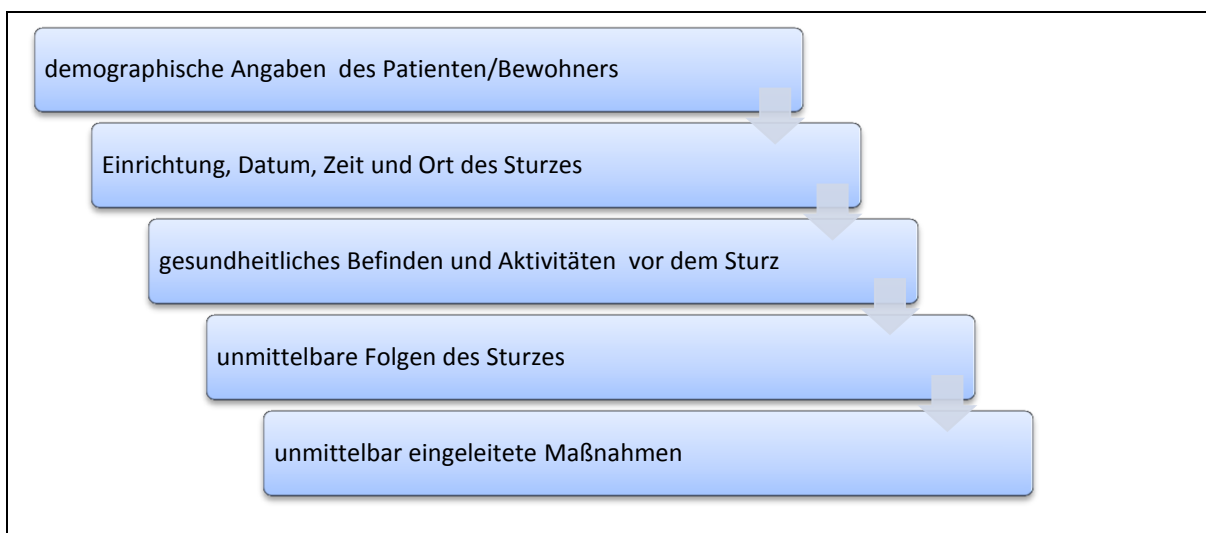 demographische Angaben des Patienten/Bewohners
Einrichtung, Datum, Zeit und Ort des Sturzes
gesundheitliches Befinden und Aktivitäten vor dem Sturz
unmittelbare Folgen des Sturzes
unmittelbar eingeleitete Maßnahmen